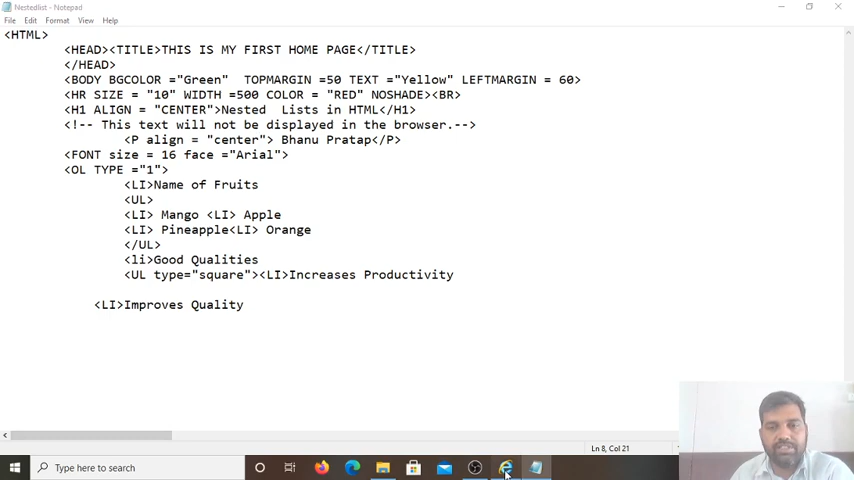 Nestedlist - Notepad
File Edit Format View Help
<HTML>
<HEAD><TITLE>THIS IS MY FIRST HOME PAGE</TITLE>
</HEAD>
<BODY BGCOLOR ="Green"  TOPMARGIN =50 TEXT ="Yellow" LEFTMARGIN = 60>
<HR SIZE = "10" WIDTH =500 COLOR = "RED" NOSHADE><BR>
<H1 ALIGN = "CENTER">Nested  Lists in HTML</H1>
<!-- This text will not be displayed in the browser.-->
<P align = "center"> Bhanu Pratap</P>
<FONT size = 16 face ="Arial">
<OL TYPE ="1">
<LI>Name of Fruits
<UL>
<LI> Mango <LI> Apple
<LI> Pineapple<LI> Orange
</UL>
<li>Good Qualities
<UL type="square"><LI>Increases Productivity
<LI>Improves Quality
Ln 8, Col 21
Type here to search